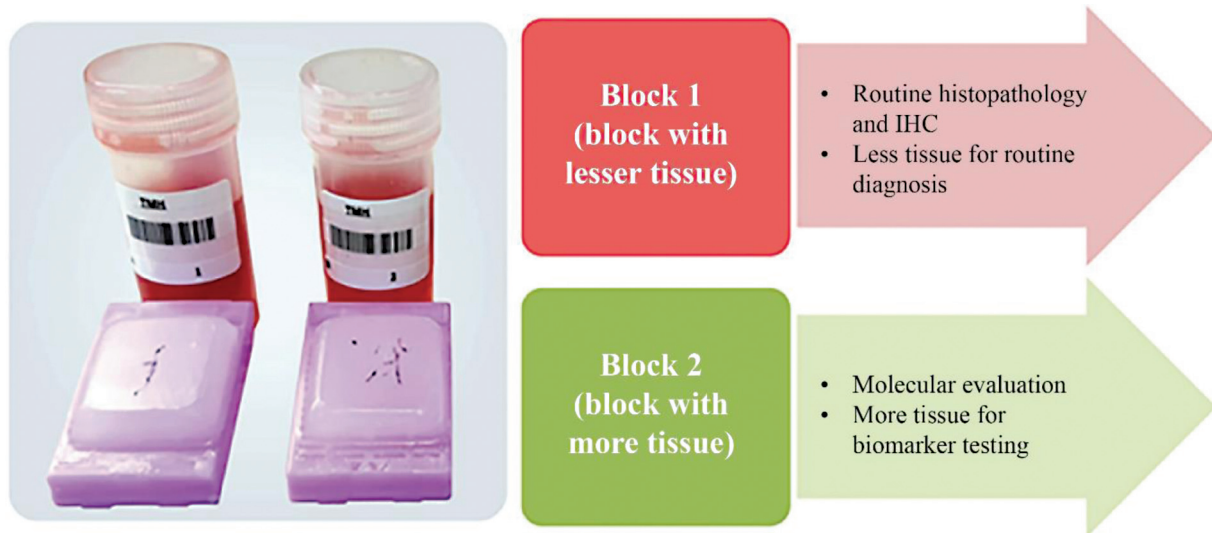 TMH
1
TMH
2
Block 1
(block with
lesser tissue)
• Routine histopathology
and IHC
• Less tissue for routine
diagnosis
Block 2
(block with
more tissue)
• Molecular evaluation
• More tissue for
biomarker testing